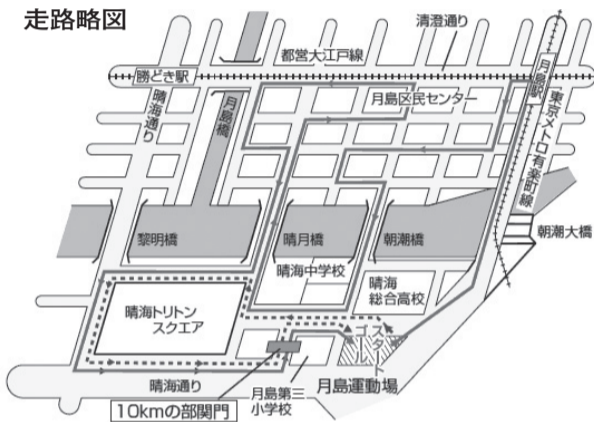 走路略図
清澄通り
都営大江戸線
勝どき駅
月島駅
月島区民センター
晴海通り
月島橋
東京メトロ有楽町線
黎明橋
晴月橋
朝潮橋
朝潮大橋
晴海中学校
晴海
総合高校
晴海トリトン
スクエア
スタート
ゴール
晴海通り
月島第三
小学校
月島運動場
10kmの部関門